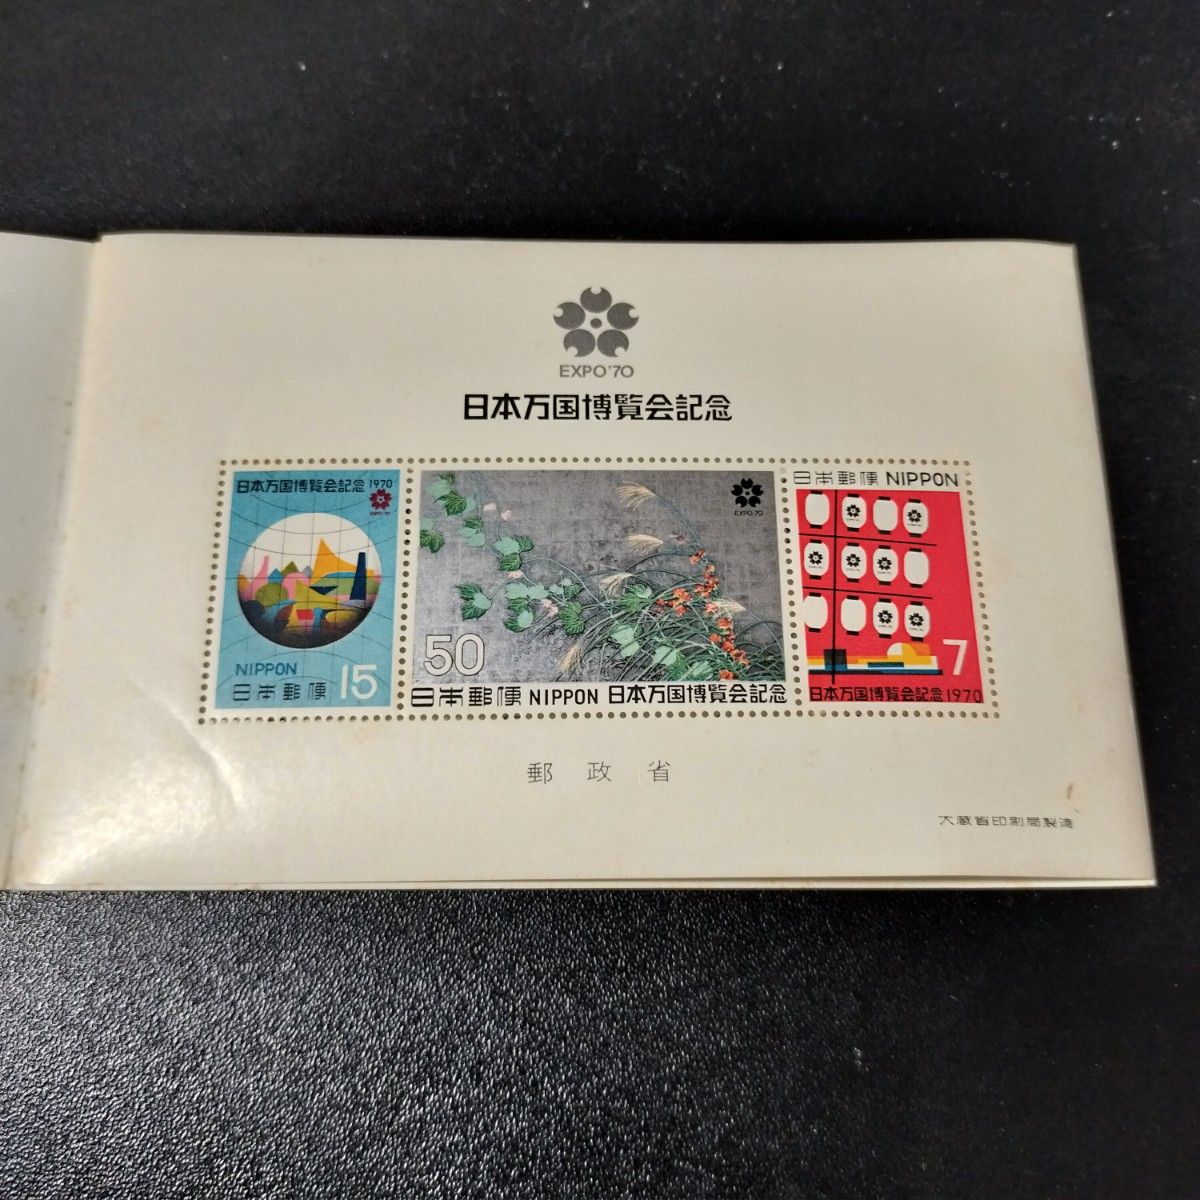 EXPO'70
日本万国博覧会記念
日本万国博覧会記念 1970
EXPO'70
NIPPON
日本郵便 15
EXPO'70
50
日本郵便 NIPPON 日本万国博覧会記念
日本郵便 NIPPON
7
日本万国博覧会記念 1970
郵政省
大蔵省印刷局製造